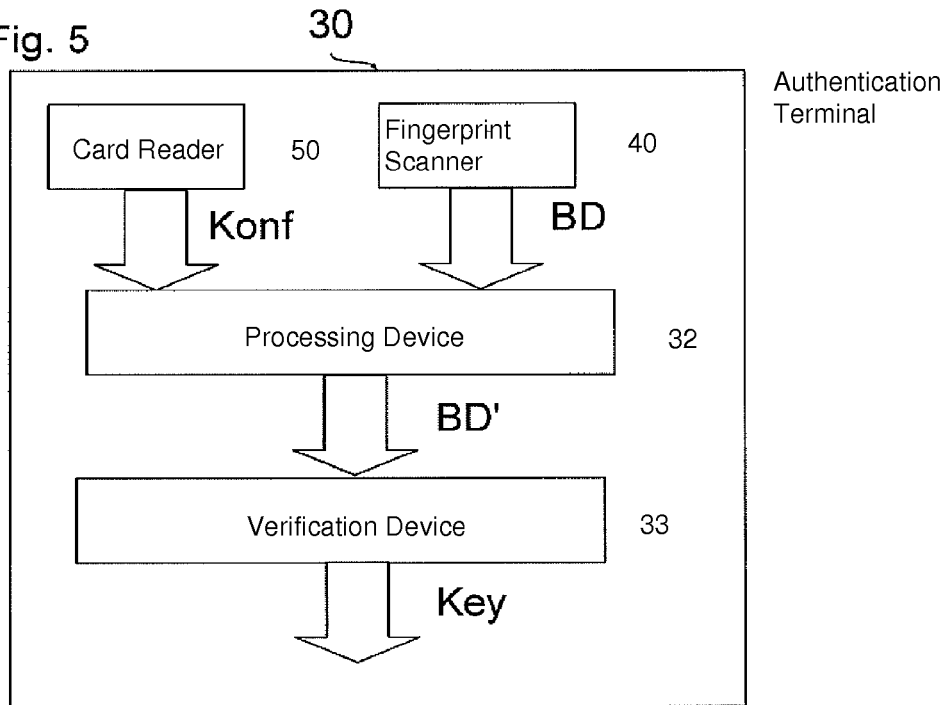 Fig. 5
30
Authentication
Terminal
Card Reader
50
Fingerprint
Scanner
40
Konf
BD
Processing Device
32
BD'
Verification Device
33
Key